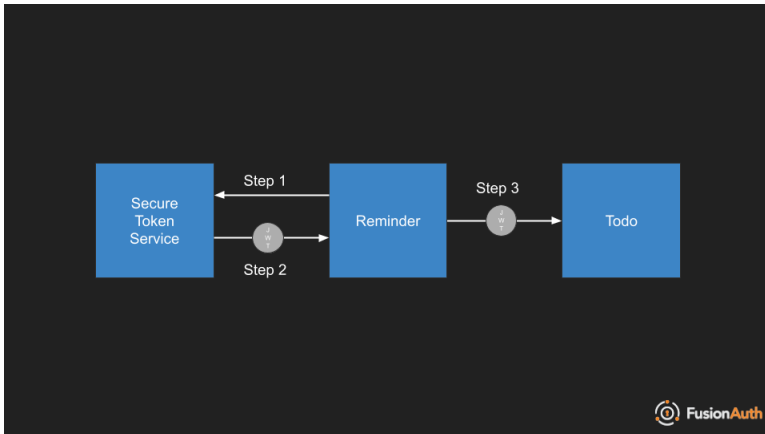 Step 1
Secure
Token
Service
J
W
T
Step 2
Reminder
Step 3
J
W
T
Todo
FusionAuth